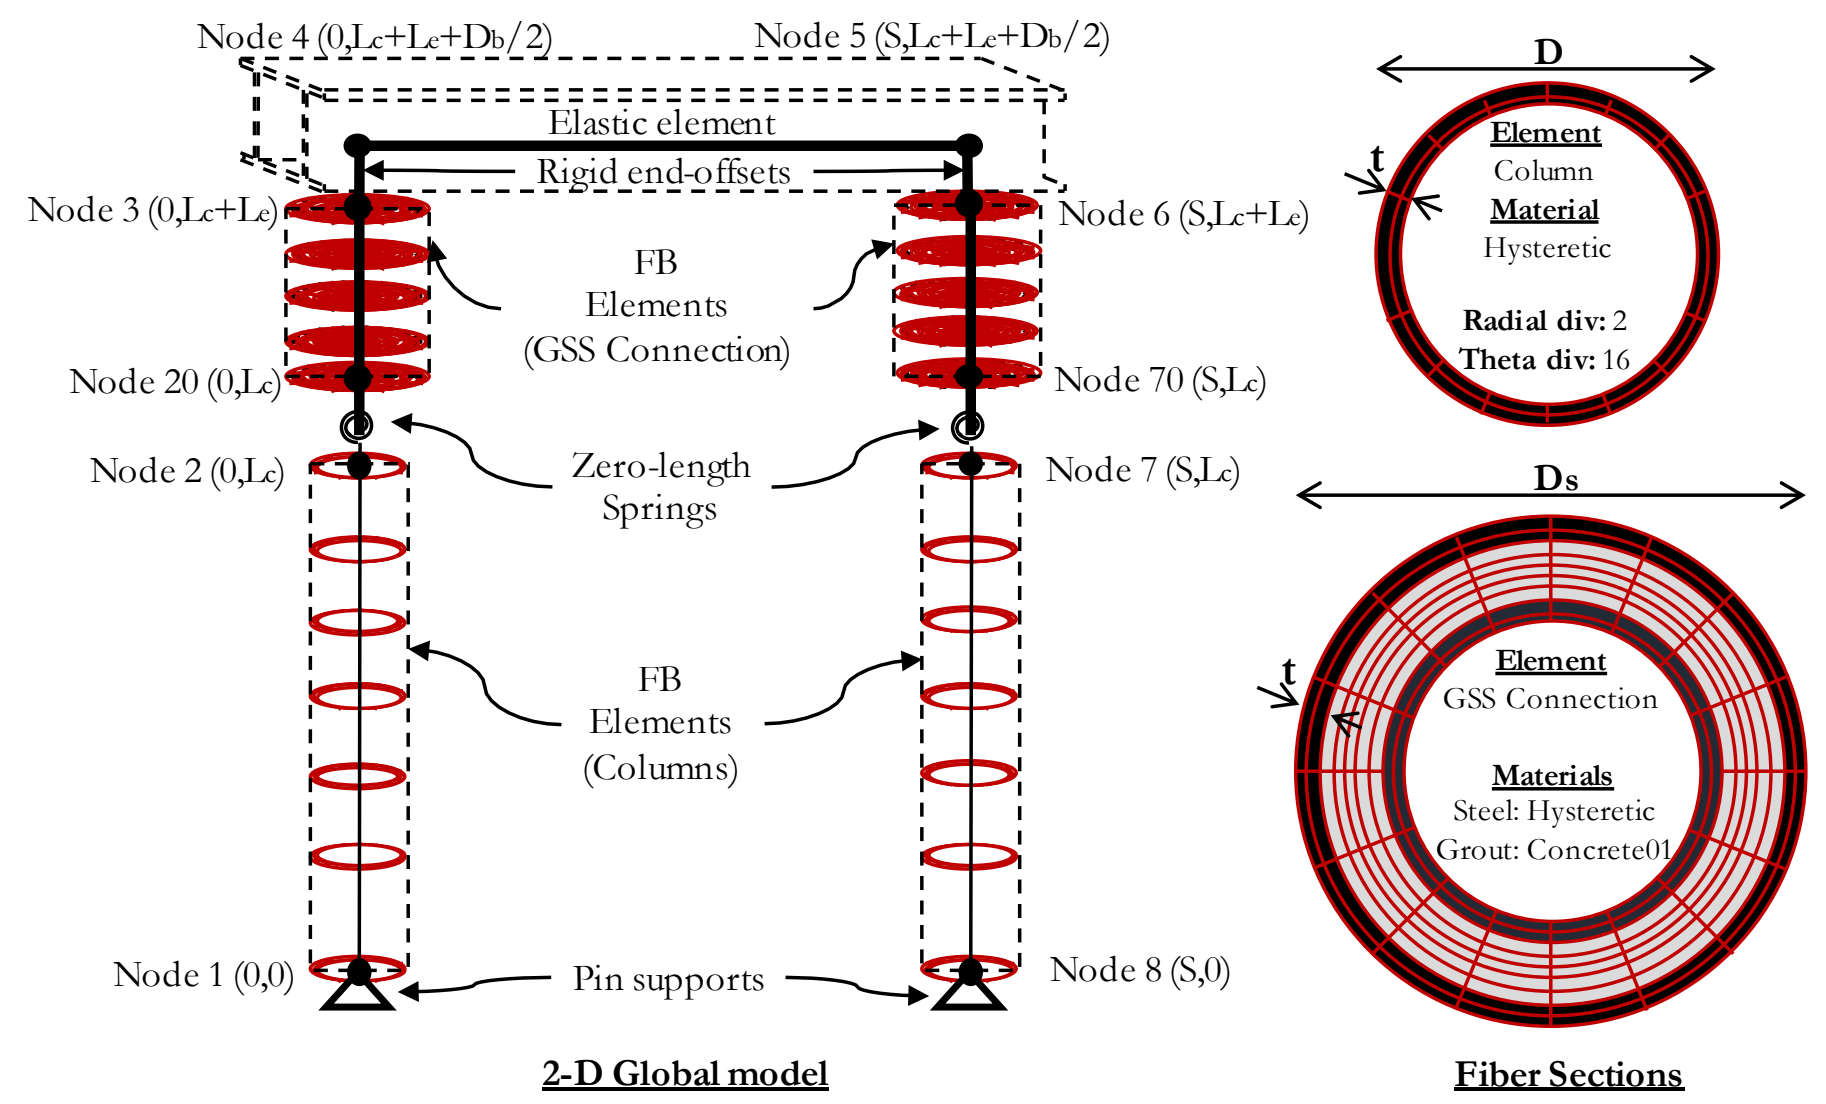 Node 4 (0,Lc+Le+Db/2)
Node 5 (S,Lc+Le+Db/2)
Elastic element
Rigid end-offsets
Node 3 (0,Lc+Le)
Node 6 (S,Lc+Le)
FB
Elements
(GSS Connection)
Node 20 (0,Lc)
Node 70 (S,Lc)
Node 2 (0,Lc)
Zero-length
Springs
Node 7 (S,Lc)
FB
Elements
(Columns)
Node 1 (0,0)
Pin supports
Node 8 (S,0)
2-D Global model
D
t
Element
Column
Material
Hysteretic
Radial div: 2
Theta div: 16
Ds
t
Element
GSS Connection
Materials
Steel: Hysteretic
Grout: Concrete01
Fiber Sections